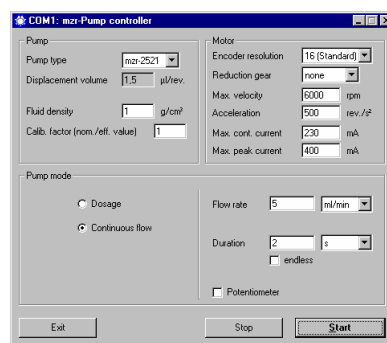 COM1: mzr-Pump controller
Pump
Pump type mzr-2521
Displacement volume 1,5 µl/rev.
Fluid density 1 g/cm³
Calib. factor (nom./eff. value) 1
Motor
Encoder resolution 16 (Standard)
Reduction gear none
Max. velocity 6000 rpm
Acceleration 500 rev./s²
Max. cont. current 230 mA
Max. peak current 400 mA
Pump mode
Dosage
Continuous flow
Flow rate 5 ml/min
Duration 2 s
endless
Potentiometer
Exit Stop Start